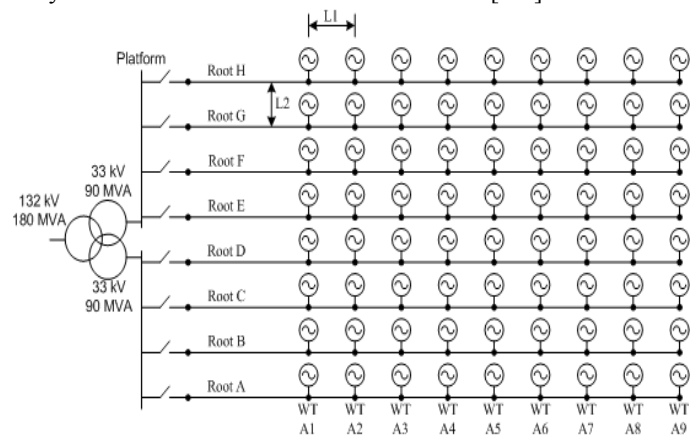 L1
Platform
Root H
L2
Root G
33 kV
90 MVA
Root F
132 kV
180 MVA
Root E
Root D
33 kV
90 MVA
Root C
Root B
Root A
WT WT WT WT WT WT WT WT WT
A1 A2 A3 A4 A5 A6 A7 A8 A9